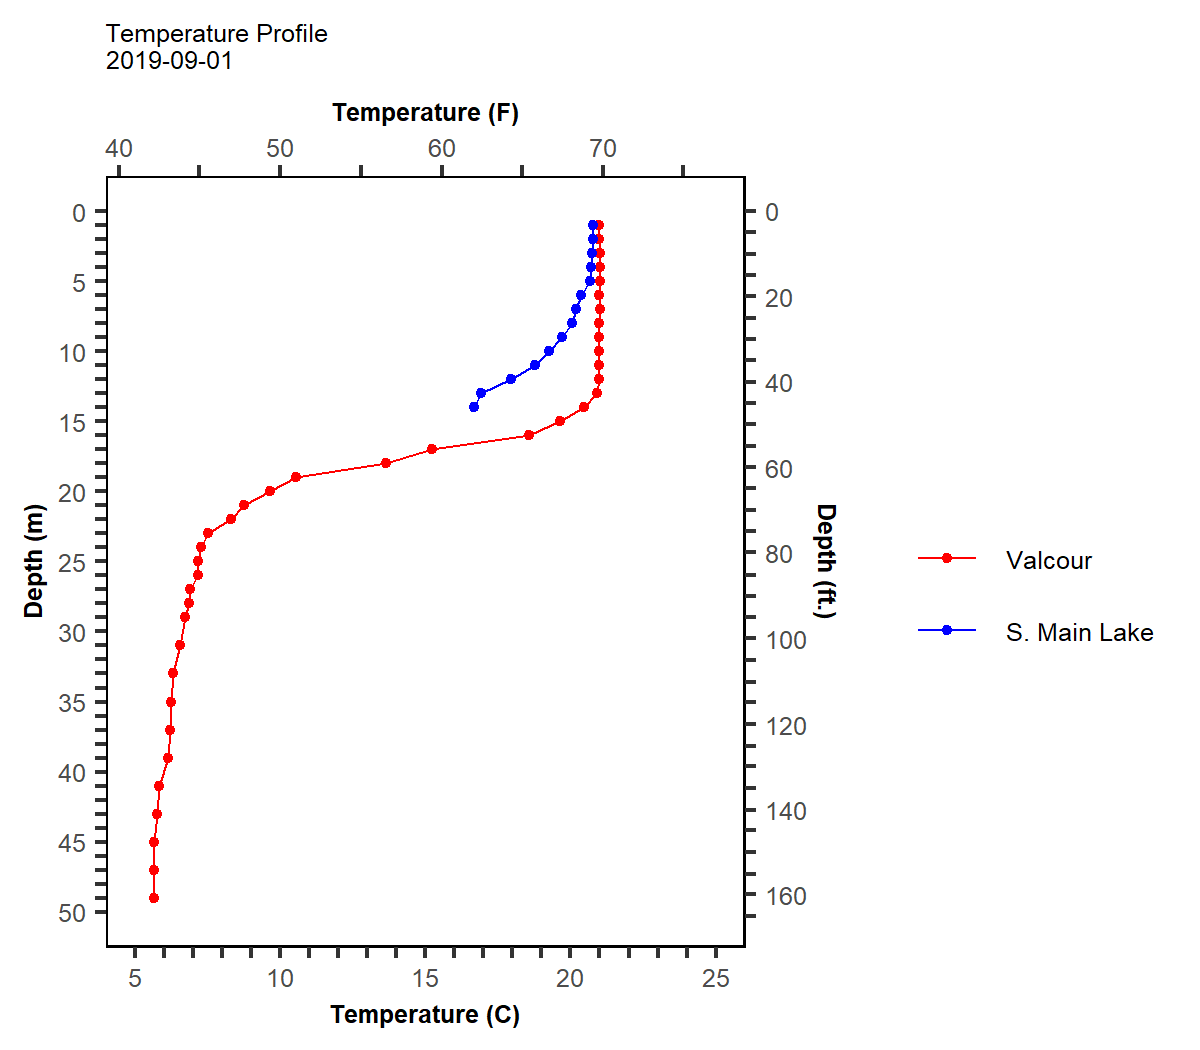 Temperature Profile
2019-09-01
Temperature (F)
40 50 60 70
0 0
5
20
10
40
15
60
20
80
25
100
30
35
120
40
140
45
160
50
Depth (m)
Depth (ft.)
Valcour
S. Main Lake
5 10 15 20 25
Temperature (C)